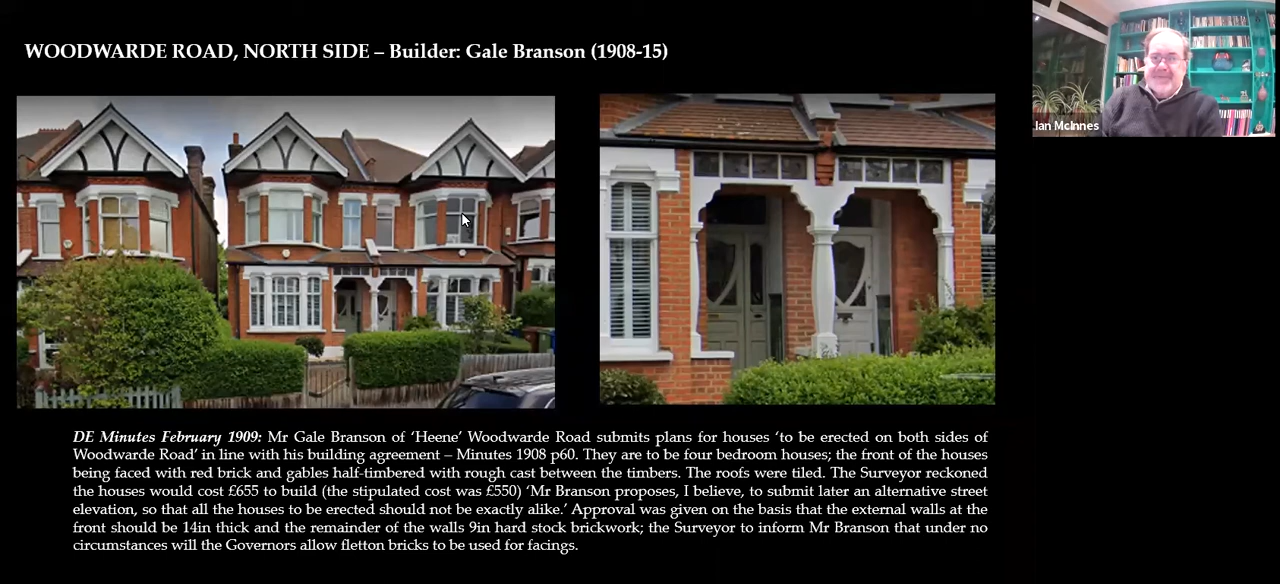 WOODWARDE ROAD, NORTH SIDE – Builder: Gale Branson (1908-15)
Ian McInnes
DE Minutes February 1909: Mr Gale Branson of ‘Heene’ Woodwarde Road submits plans for houses ‘to be erected on both sides of
Woodwarde Road’ in line with his building agreement – Minutes 1908 p60. They are to be four bedroom houses; the front of the houses
being faced with red brick and gables half-timbered with rough cast between the timbers. The roofs were tiled. The Surveyor reckoned
the houses would cost £655 to build (the stipulated cost was £550) ‘Mr Branson proposes, I believe, to submit later an alternative street
elevation, so that all the houses to be erected should not be exactly alike.’ Approval was given on the basis that the external walls at the
front should be 14in thick and the remainder of the walls 9in hard stock brickwork; the Surveyor to inform Mr Branson that under no
circumstances will the Governors allow fletton bricks to be used for facings.